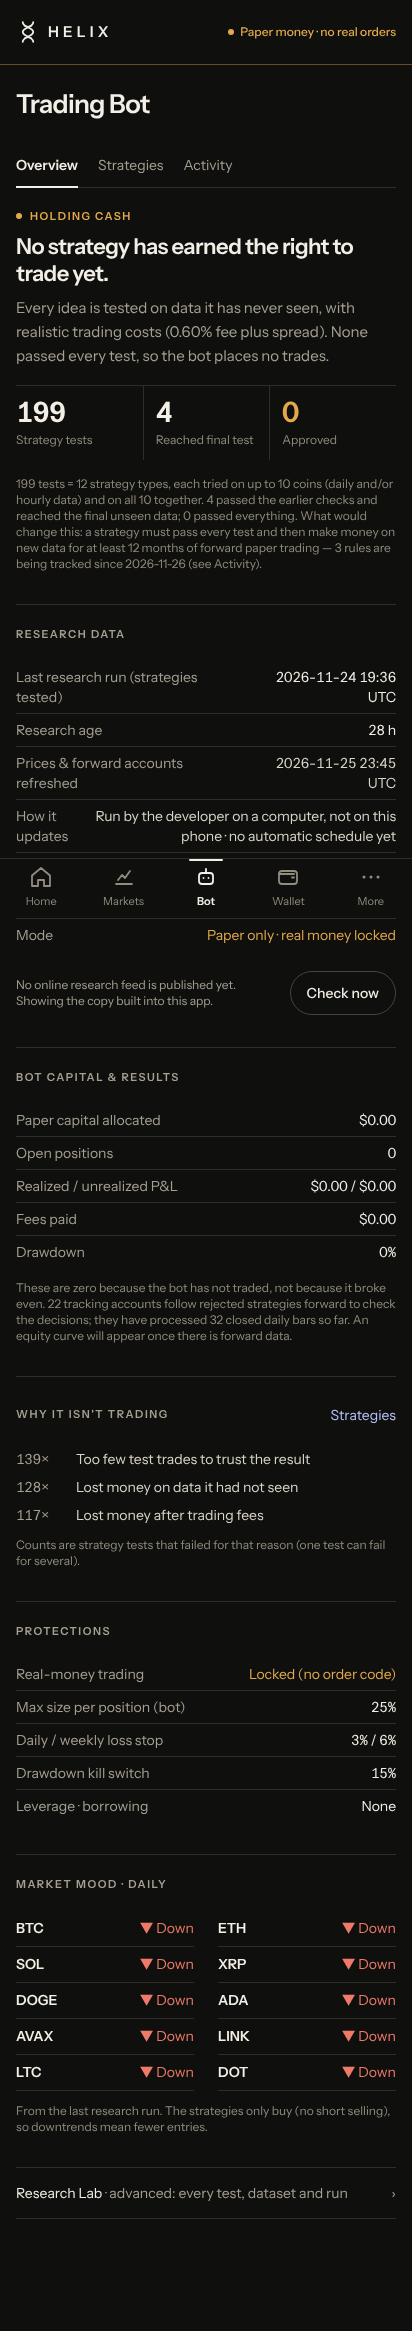 HELIX
Paper money · no real orders
Trading Bot
Overview Strategies Activity
HOLDING CASH
No strategy has earned the right to
trade yet.
Every idea is tested on data it has never seen, with
realistic trading costs (0.60% fee plus spread). None
passed every test, so the bot places no trades.
199 4 0
Strategy tests Reached final test Approved
199 tests = 12 strategy types, each tried on up to 10 coins (daily and/or
hourly data) and on all 10 together. 4 passed the earlier checks and
reached the final unseen data; 0 passed everything. What would
change this: a strategy must pass every test and then make money on
new data for at least 12 months of forward paper trading — 3 rules are
being tracked since 2026-11-26 (see Activity).
RESEARCH DATA
Last research run (strategies 2026-11-24 19:36
tested) UTC
Research age 28 h
Prices & forward accounts 2026-11-25 23:45
refreshed UTC
How it Run by the developer on a computer, not on this
updates phone · no automatic schedule yet
Home Markets Bot Wallet More
Mode Paper only · real money locked
No online research feed is published yet.
Showing the copy built into this app.
Check now
BOT CAPITAL & RESULTS
Paper capital allocated $0.00
Open positions 0
Realized / unrealized P&L $0.00 / $0.00
Fees paid $0.00
Drawdown 0%
These are zero because the bot has not traded, not because it broke
even. 22 tracking accounts follow rejected strategies forward to check
the decisions; they have processed 32 closed daily bars so far. An
equity curve will appear once there is forward data.
WHY IT ISN'T TRADING Strategies
139× Too few test trades to trust the result
128× Lost money on data it had not seen
117× Lost money after trading fees
Counts are strategy tests that failed for that reason (one test can fail
for several).
PROTECTIONS
Real-money trading Locked (no order code)
Max size per position (bot) 25%
Daily / weekly loss stop 3% / 6%
Drawdown kill switch 15%
Leverage · borrowing None
MARKET MOOD · DAILY
BTC ▼ Down ETH ▼ Down
SOL ▼ Down XRP ▼ Down
DOGE ▼ Down ADA ▼ Down
AVAX ▼ Down LINK ▼ Down
LTC ▼ Down DOT ▼ Down
From the last research run. The strategies only buy (no short selling),
so downtrends mean fewer entries.
Research Lab · advanced: every test, dataset and run ›